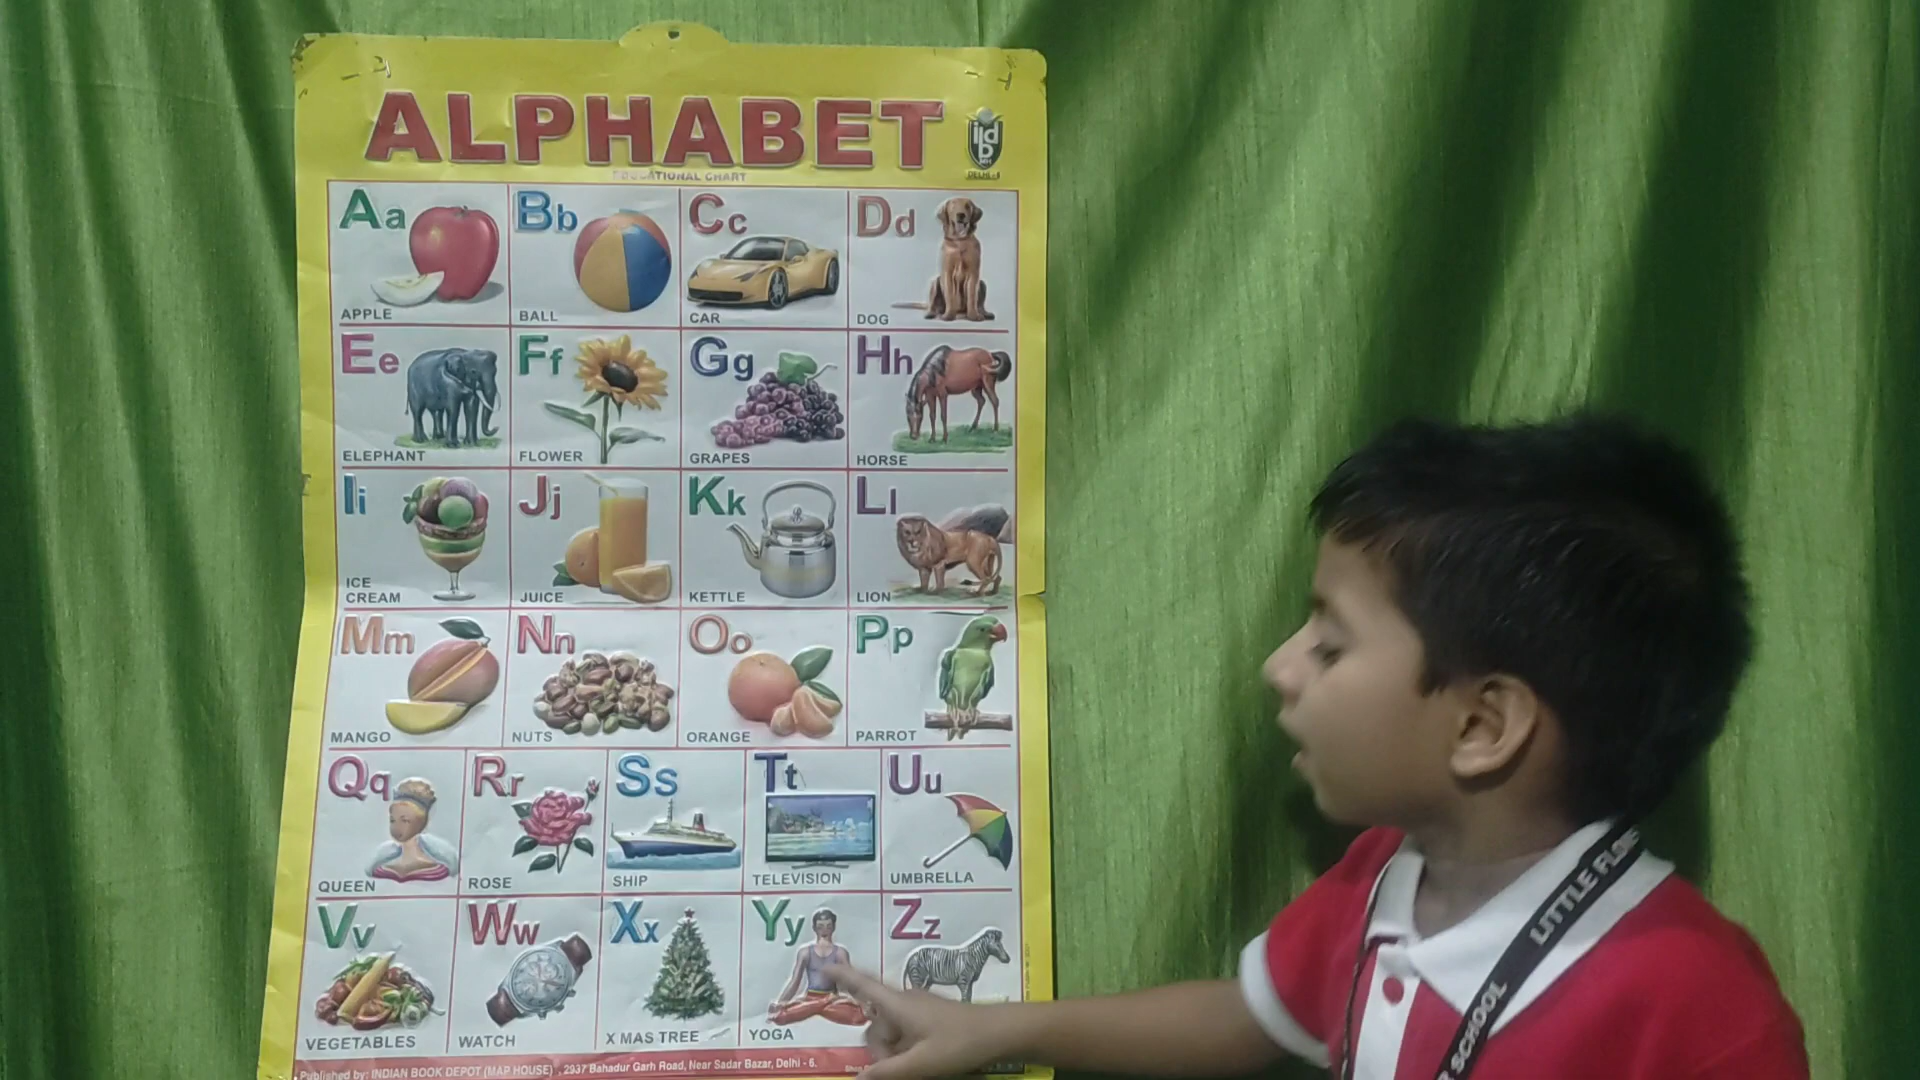 ALPHABET
EDUCATIONAL CHART
ild
p
DELHI-6
Aa
APPLE
Bb
BALL
Cc
CAR
Dd
DOG
Ee
ELEPHANT
Ff
FLOWER
Gg
GRAPES
Hh
HORSE
Ii
ICE
CREAM
Jj
JUICE
Kk
KETTLE
Ll
LION
Mm
MANGO
Nn
NUTS
Oo
ORANGE
Pp
PARROT
Qq
QUEEN
Rr
ROSE
Ss
SHIP
Tt
TELEVISION
Uu
UMBRELLA
Vv
VEGETABLES
Ww
WATCH
Xx
X MAS TREE
Yy
YOGA
Zz
Published by: INDIAN BOOK DEPOT (MAP HOUSE) , 2937 Bahadur Garh Road, Near Sadar Bazar, Delhi - 6.
LITTLE
SCHOOL